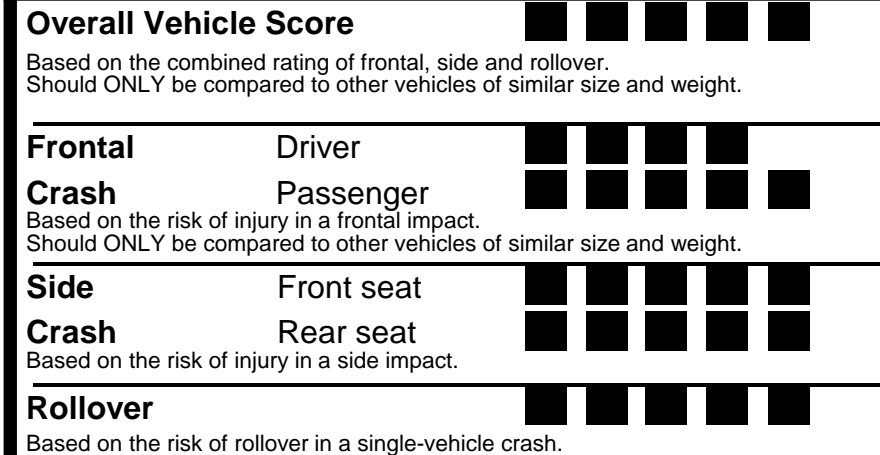 Overall Vehicle Score
Based on the combined rating of frontal, side and rollover.
Should ONLY be compared to other vehicles of similar size and weight.
Frontal Driver
Crash Passenger
Based on the risk of injury in a frontal impact.
Should ONLY be compared to other vehicles of similar size and weight.
Side Front seat
Crash Rear seat
Based on the risk of injury in a side impact.
Rollover
Based on the risk of rollover in a single-vehicle crash.